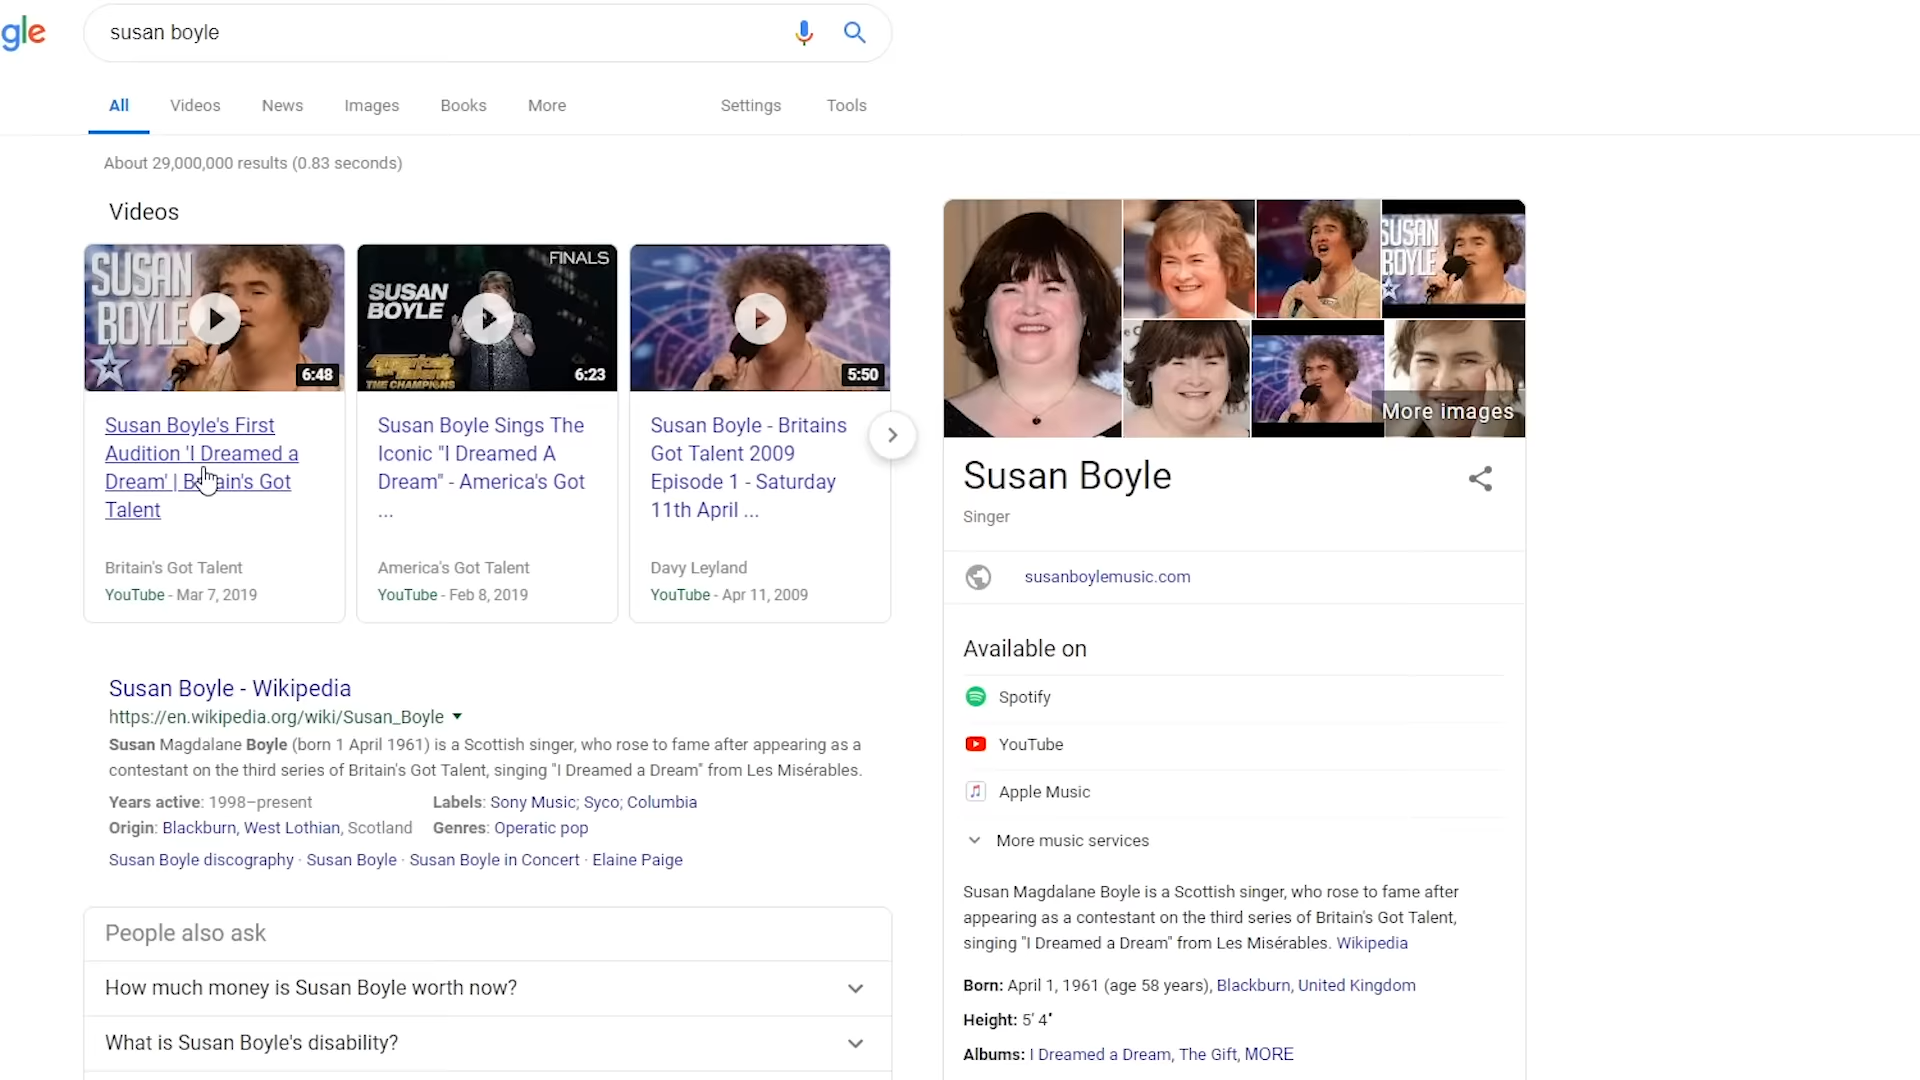 gle
susan boyle
All Videos News Images Books More Settings Tools
About 29,000,000 results (0.83 seconds)
Videos
SUSAN
BOYLE
6:48
FINALS
SUSAN
BOYLE
THE CHAMPIONS
6:23
5:50
Susan Boyle's First
Audition 'I Dreamed a
Dream' | Britain's Got
Talent
Britain's Got Talent
YouTube - Mar 7, 2019
Susan Boyle Sings The
Iconic "I Dreamed A
Dream" - America's Got
...
America's Got Talent
YouTube - Feb 8, 2019
Susan Boyle - Britains
Got Talent 2009
Episode 1 - Saturday
11th April ...
Davy Leyland
YouTube - Apr 11, 2009
Susan Boyle - Wikipedia
https://en.wikipedia.org/wiki/Susan_Boyle
Susan Magdalane Boyle (born 1 April 1961) is a Scottish singer, who rose to fame after appearing as a
contestant on the third series of Britain's Got Talent, singing "I Dreamed a Dream" from Les Misérables.
Years active: 1998–present Labels: Sony Music; Syco; Columbia
Origin: Blackburn, West Lothian, Scotland Genres: Operatic pop
Susan Boyle discography · Susan Boyle · Susan Boyle in Concert · Elaine Paige
People also ask
How much money is Susan Boyle worth now?
What is Susan Boyle's disability?
SUSAN
BOYLE
More images
Susan Boyle
Singer
susanboylemusic.com
Available on
Spotify
YouTube
Apple Music
More music services
Susan Magdalane Boyle is a Scottish singer, who rose to fame after
appearing as a contestant on the third series of Britain's Got Talent,
singing "I Dreamed a Dream" from Les Misérables. Wikipedia
Born: April 1, 1961 (age 58 years), Blackburn, United Kingdom
Height: 5′ 4″
Albums: I Dreamed a Dream, The Gift, MORE